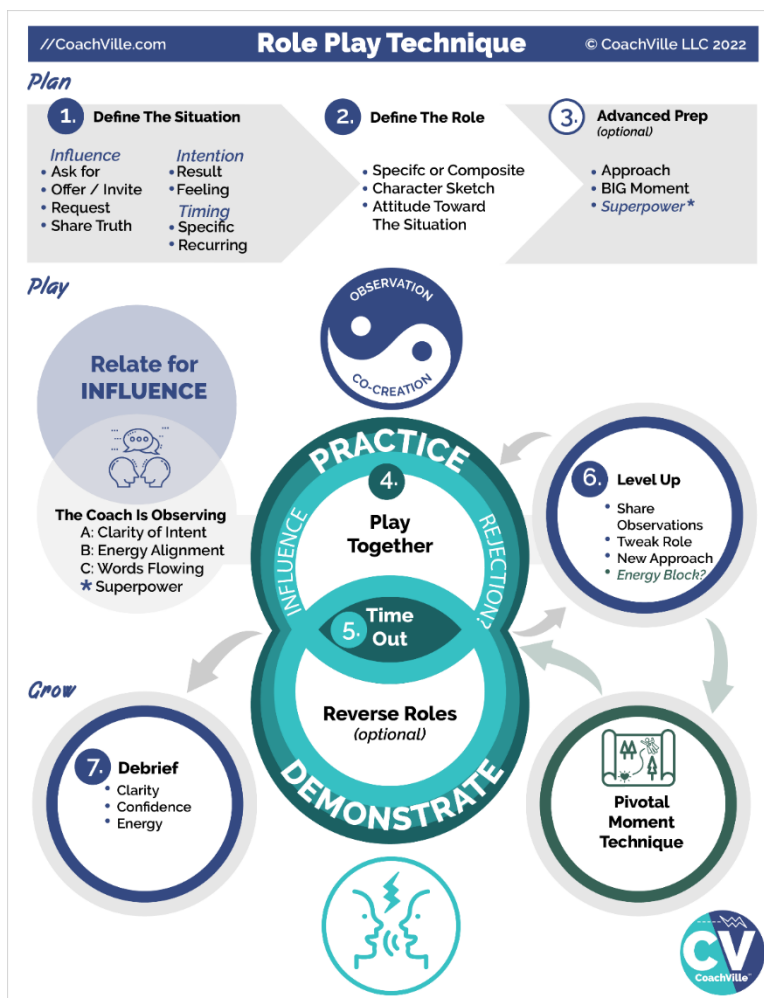 //CoachVille.com
Role Play Technique
© CoachVille LLC 2022
Plan
1. Define The Situation
Influence
• Ask for
• Offer / Invite
• Request
• Share Truth
Intention
• Result
• Feeling
Timing
• Specific
• Recurring
2. Define The Role
• Specifc or Composite
• Character Sketch
• Attitude Toward
The Situation
3. Advanced Prep
(optional)
• Approach
• BIG Moment
• Superpower*
Play
OBSERVATION
CO-CREATION
Relate for
INFLUENCE
The Coach Is Observing
A: Clarity of Intent
B: Energy Alignment
C: Words Flowing
* Superpower
PRACTICE
INFLUENCE
REJECTION?
4.
Play
Together
5. Time
Out
Reverse Roles
(optional)
DEMONSTRATE
6. Level Up
• Share
Observations
• Tweak Role
• New Approach
• Energy Block?
Grow
7. Debrief
• Clarity
• Confidence
• Energy
Pivotal
Moment
Technique
CV
CoachVille